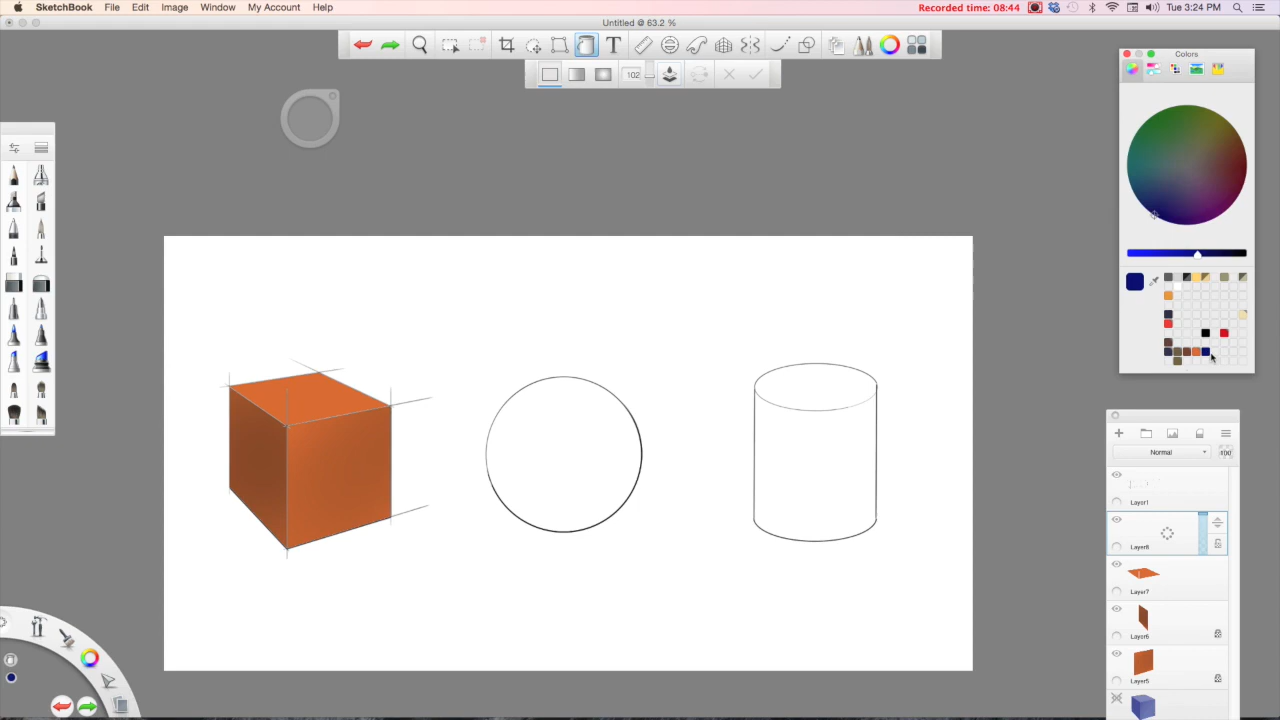 SketchBook File Edit Image Window My Account Help Recorded time: 08:44 Tue 3:24 PM
Untitled @ 63.2 %
102
Colors
Normal
Layer1
Layer8
Layer7
Layer6
Layer5